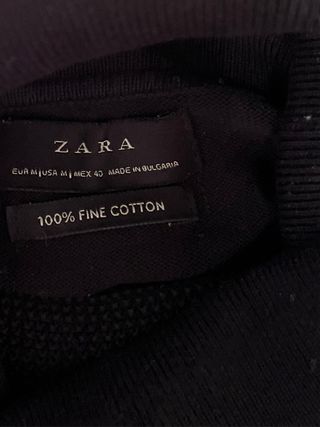 ZARA
EUR M | USA M | MEX 40 MADE IN BULGARIA
100% FINE COTTON